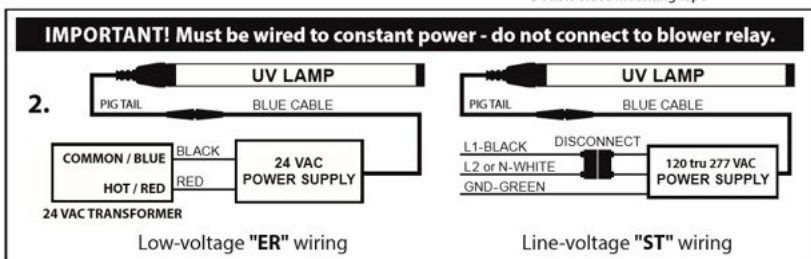 IMPORTANT! Must be wired to constant power - do not connect to blower relay.
2.
UV LAMP
PIG TAIL
BLUE CABLE
COMMON / BLUE
BLACK
HOT / RED
RED
24 VAC
POWER SUPPLY
24 VAC TRANSFORMER
Low-voltage "ER" wiring
UV LAMP
PIG TAIL
BLUE CABLE
L1-BLACK
DISCONNECT
L2 or N-WHITE
GND-GREEN
120 tru 277 VAC
POWER SUPPLY
Line-voltage "ST" wiring